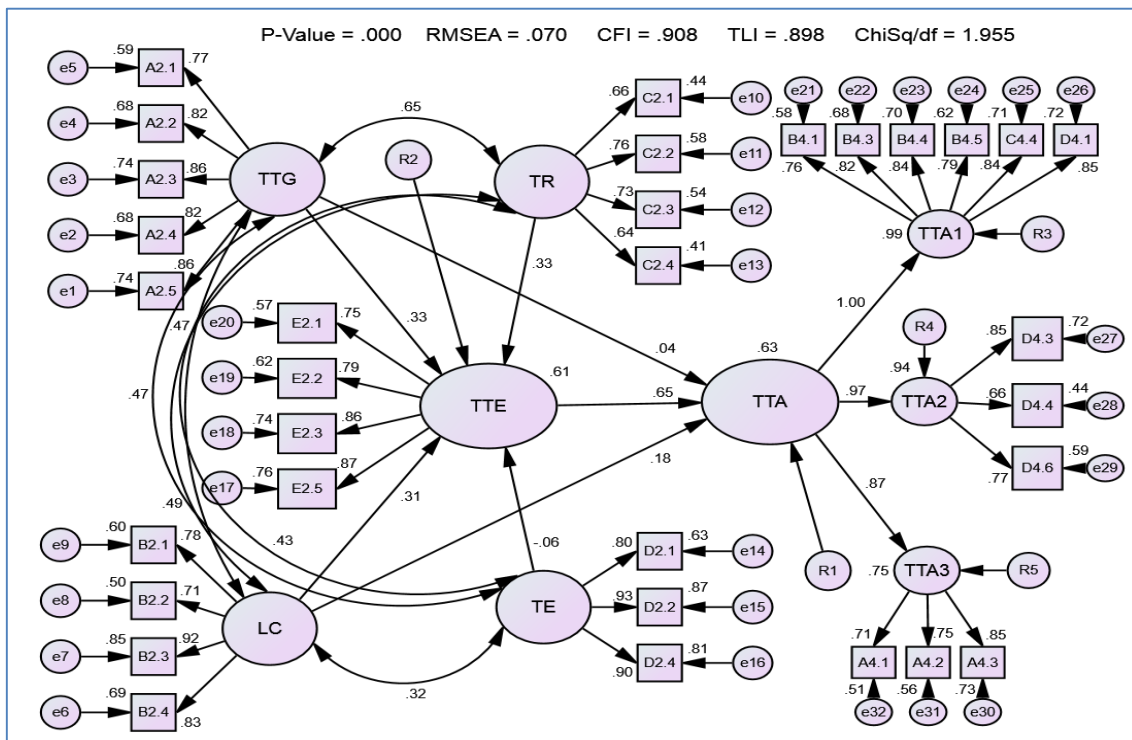 P-Value = .000 RMSEA = .070 CFI = .908 TLI = .898 ChiSq/df = 1.955
e5 .59 A2.1 .77
e4 .68 A2.2 .82
e3 .74 A2.3 .86
e2 .68 A2.4 .82
e1 .74 A2.5 .86
TTG
.65
R2
TR
.66 C2.1 .44 e10
.76 C2.2 .58 e11
.73 C2.3 .54 e12
.64 C2.4 .41 e13
e21 e22 e23 e24 e25 e26
.58 .68 .70 .62 .71 .72
B4.1 B4.3 B4.4 B4.5 C4.4 D4.1
.76 .82 .84 .79 .84 .85
.99 TTA1 R3
.47
.47
.49
.43
.33
.33
.04
1.00
e20 .57 E2.1 .75
e19 .62 E2.2 .79
e18 .74 E2.3 .86
e17 .76 E2.5 .87
TTE .61
.65
.63
TTA
.97
R4
.94
TTA2
.85 D4.3 .72 e27
.66 D4.4 .44 e28
.77 D4.6 .59 e29
.18
.31
-.06
.87
e9 .60 B2.1 .78
e8 .50 B2.2 .71
e7 .85 B2.3 .92
e6 .69 B2.4 .83
LC
.32
TE
.80 D2.1 .63 e14
.93 D2.2 .87 e15
.90 D2.4 .81 e16
R1
.75 TTA3 R5
.71 .75 .85
A4.1 A4.2 A4.3
.51 .56 .73
e32 e31 e30